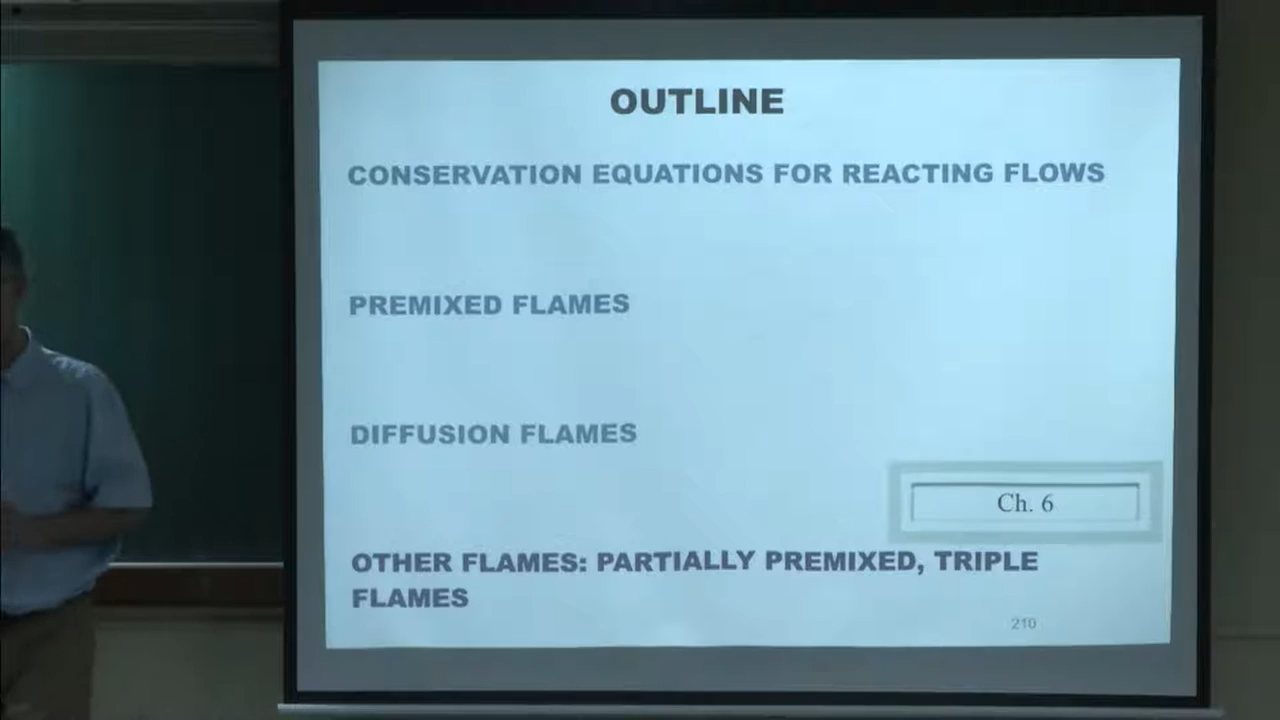 OUTLINE
CONSERVATION EQUATIONS FOR REACTING FLOWS
PREMIXED FLAMES
DIFFUSION FLAMES
Ch. 6
OTHER FLAMES: PARTIALLY PREMIXED, TRIPLE
FLAMES
210